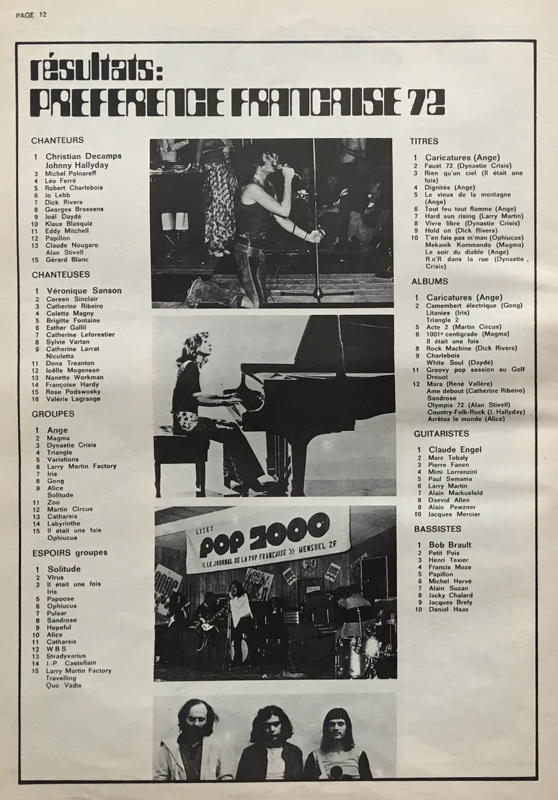 PAGE 12
résultats:
PREFERENCE FRANCAISE 72
CHANTEURS
1 Christian Decamps
Johnny Hallyday
3 Michel Polnareff
4 Léo Ferré
5 Robert Charlebois
6 Jo Lebb
7 Dick Rivers
8 Georges Brassens
9 Joël Daydé
10 Klaus Blasquiz
11 Eddy Mitchell
12 Papillon
13 Claude Nougaro
Alan Stivell
15 Gérard Blanc
CHANTEUSES
1 Véronique Sanson
2 Coreen Sinclair
3 Catherine Ribeiro
4 Colette Magny
5 Brigitte Fontaine
6 Esther Galil
7 Catherine Leforestier
8 Sylvie Vartan
9 Catherine Larrat
Nicoletta
11 Dona Treanton
12 Joëlle Mogensen
13 Nanette Workman
14 Françoise Hardy
15 Rose Podswosky
16 Valérie Lagrange
GROUPES
1 Ange
2 Magma
3 Dynastie Crisis
4 Triangle
5 Variations
6 Larry Martin Factory
7 Iris
8 Gong
9 Alice
Solitude
11 Zoo
12 Martin Circus
13 Catharsis
14 Labyrinthe
15 Il était une fois
Ophiucus
ESPOIRS groupes
1 Solitude
2 Virus
3 Il était une fois
Iris
5 Papoose
6 Ophiucus
7 Pulsar
8 Sandrose
9 Hopeful
10 Alice
11 Catharsis
12 W B S
13 Stradyvarius
14 J.-P. Castellain
15 Larry Martin Factory
Travelling
Quo Vadis
LISEZ
POP 2000
« LE JOURNAL DE LA POP FRANÇAISE » MENSUEL 2F
TITRES
1 Caricatures (Ange)
2 Faust 72 (Dynastie Crisis)
3 Rien qu'un ciel (Il était une
fois)
4 Dignités (Ange)
5 Le vieux de la montagne
(Ange)
6 Tout feu tout flamme (Ange)
7 Hard sun rising (Larry Martin)
8 Vivre libre (Dynastie Crisis)
9 Hold on (Dick Rivers)
10 T'en fais pas m'man (Ophiucus)
Mekanik Kommando (Magma)
Le soir du diable (Ange)
R'n'R dans la rue (Dynastie
Crisis)
ALBUMS
1 Caricatures (Ange)
2 Camembert électrique (Gong)
Litanies (Iris)
Triangle 2
5 Acte 2 (Martin Circus)
6 1001° centigrade (Magma)
Il était une fois
8 Rock Machine (Dick Rivers)
9 Charlebois
White Soul (Daydé)
11 Groovy pop session au Golf
Drouot
12 Mara (René Vallère)
Ame debout (Catherine Ribeiro)
Sandrose
Olympia 72 (Alan Stivell)
Country-Folk-Rock (J. Hallyday)
Arrêtez le monde (Alice)
GUITARISTES
1 Claude Engel
2 Marc Tobaly
3 Pierre Fanen
4 Mimi Lorrenzini
5 Paul Semama
6 Larry Martin
7 Alain Markusfeld
8 Daevid Allen
9 Alain Pewzner
10 Jacques Mercier
BASSISTES
1 Bob Brault
2 Petit Pois
3 Henri Texier
4 Francis Moze
5 Papillon
6 Michel Hervé
7 Alain Suzan
8 Jacky Chalard
9 Jacques Brely
10 Daniel Haas